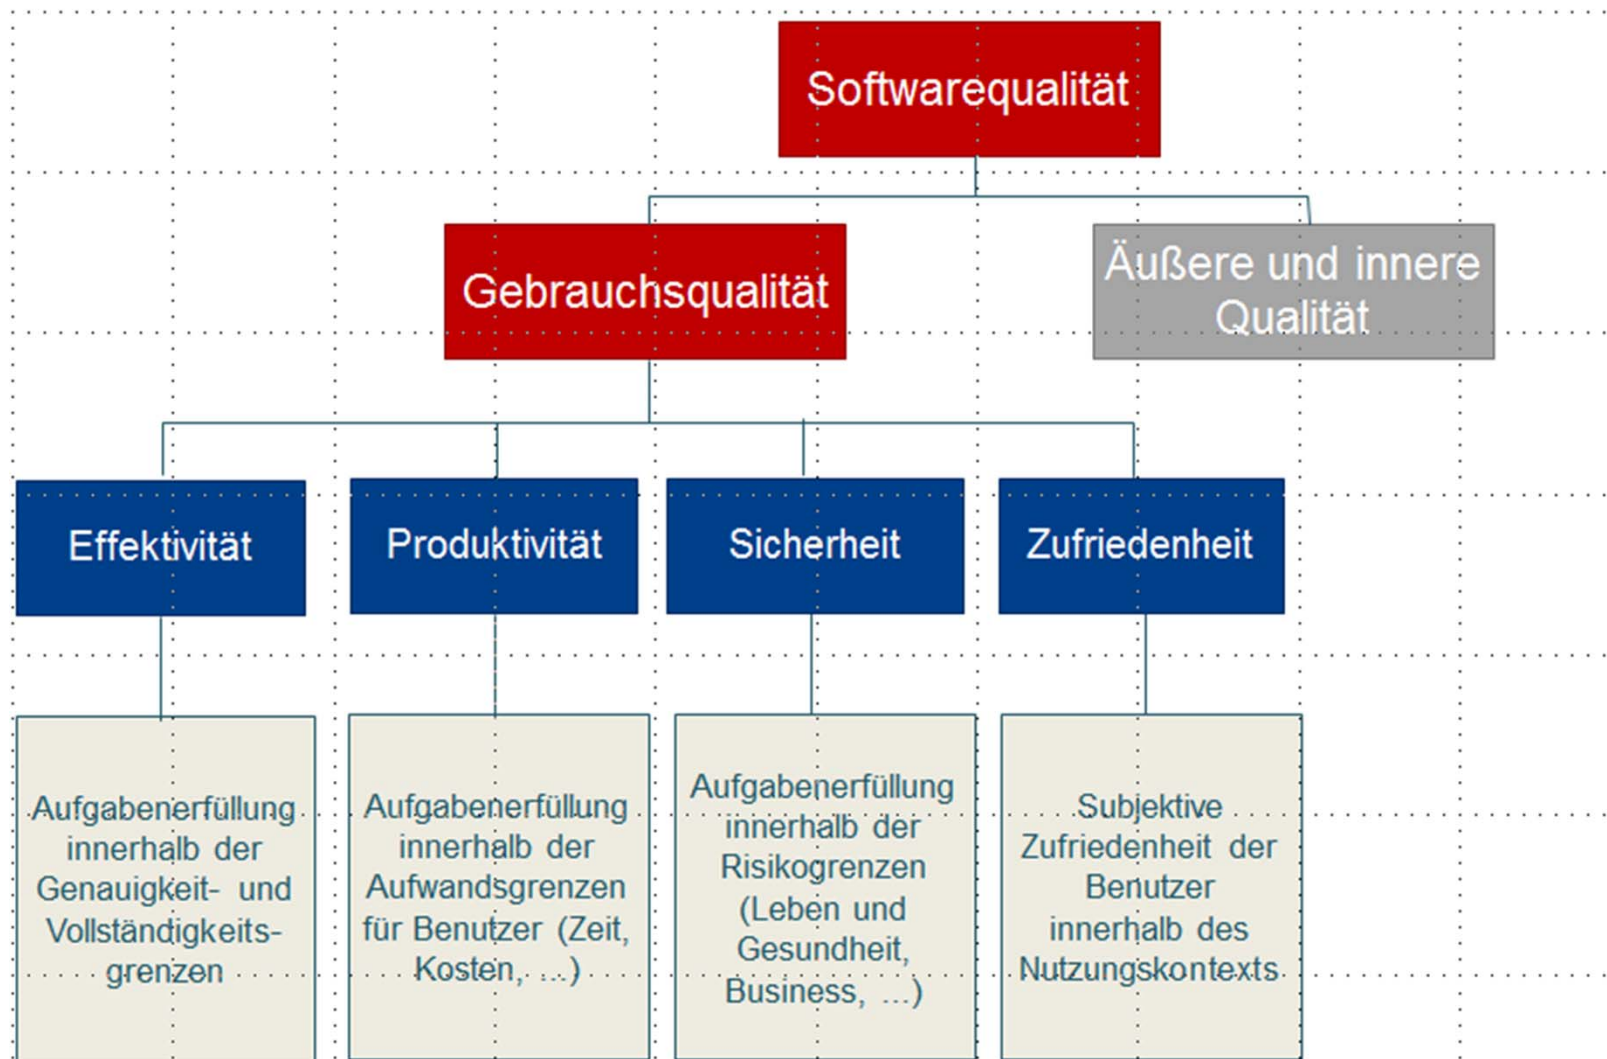 Softwarequalität
Gebrauchsqualität
Äußere und innere
Qualität
Effektivität
Produktivität
Sicherheit
Zufriedenheit
Aufgabenerfüllung
innerhalb der
Genauigkeit- und
Vollständigkeits-
grenzen
Aufgabenerfüllung
innerhalb der
Aufwandsgrenzen
für Benutzer (Zeit,
Kosten, ...)
Aufgabenerfüllung
innerhalb der
Risikogrenzen
(Leben und
Gesundheit,
Business, ...)
Subjektive
Zufriedenheit der
Benutzer
innerhalb des
Nutzungskontexts